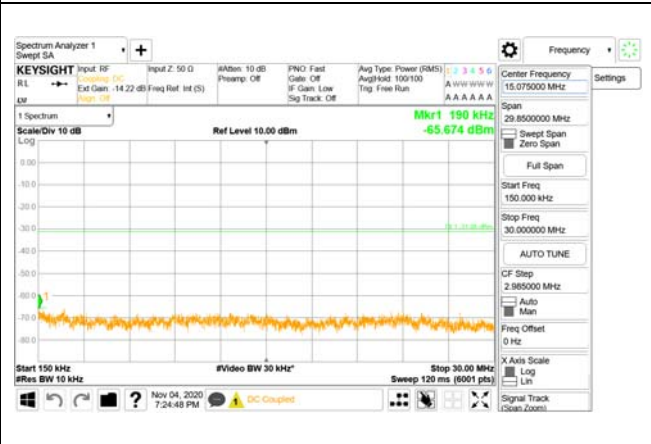 Spectrum Analyzer 1
Swept SA
Frequency
KEYSIGHT
Input: RF
Input Z: 50 Ω
#Atten: 10 dB
PNO: Fast
Avg Type: Power (RMS)
1 2 3 4 5 6
RL
Coupling: DC
Preamp: Off
Gate: Off
Avg|Hold: 100/100
A W W W W W
Ext Gain: -14.22 dB
Freq Ref: Int (S)
IF Gain: Low
Trig: Free Run
Align: Off
Sig Track: Off
A A A A A A
1 Spectrum
Mkr1 190 kHz
Scale/Div 10 dB
Ref Level 10.00 dBm
-65.674 dBm
Log
0.00
-10.0
-20.0
-30.0
-40.0
-50.0
-60.0
1
-70.0
-80.0
Start 150 kHz
#Video BW 30 kHz*
Stop 30.00 MHz
#Res BW 10 kHz
Sweep 120 ms (6001 pts)
Nov 04, 2020
7:24:48 PM
DC Coupled
Center Frequency
Settings
15.075000 MHz
Span
29.8500000 MHz
Swept Span
Zero Span
Full Span
Start Freq
150.000 kHz
Stop Freq
30.000000 MHz
AUTO TUNE
CF Step
2.985000 MHz
Auto
Man
Freq Offset
0 Hz
X Axis Scale
Log
Lin
Signal Track
(Span Zoom)